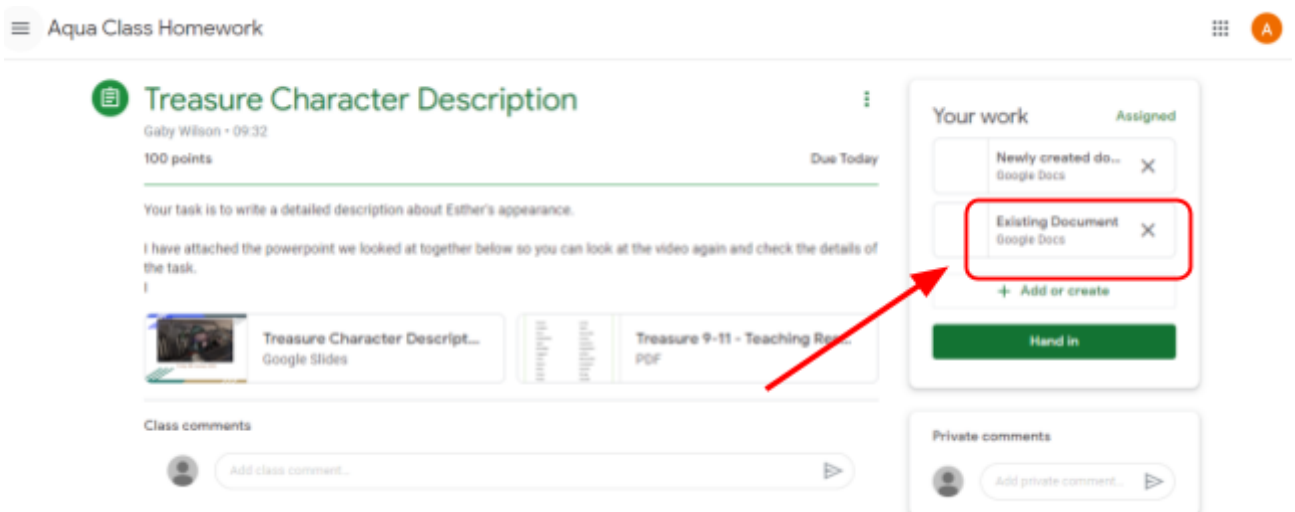 Aqua Class Homework
A
Treasure Character Description
Gaby Wilson • 09:32
100 points
Due Today
Your task is to write a detailed description about Esther's appearance.
I have attached the powerpoint we looked at together below so you can look at the video again and check the details of
the task.
I
Treasure Character Descript...
Google Slides
Treasure 9-11 - Teaching
PDF
Class comments
Add class comment...
Your work
Assigned
Newly created do...
Google Docs
Existing Document
Google Docs
+ Add or create
Hand in
Private comments
Add private comment...